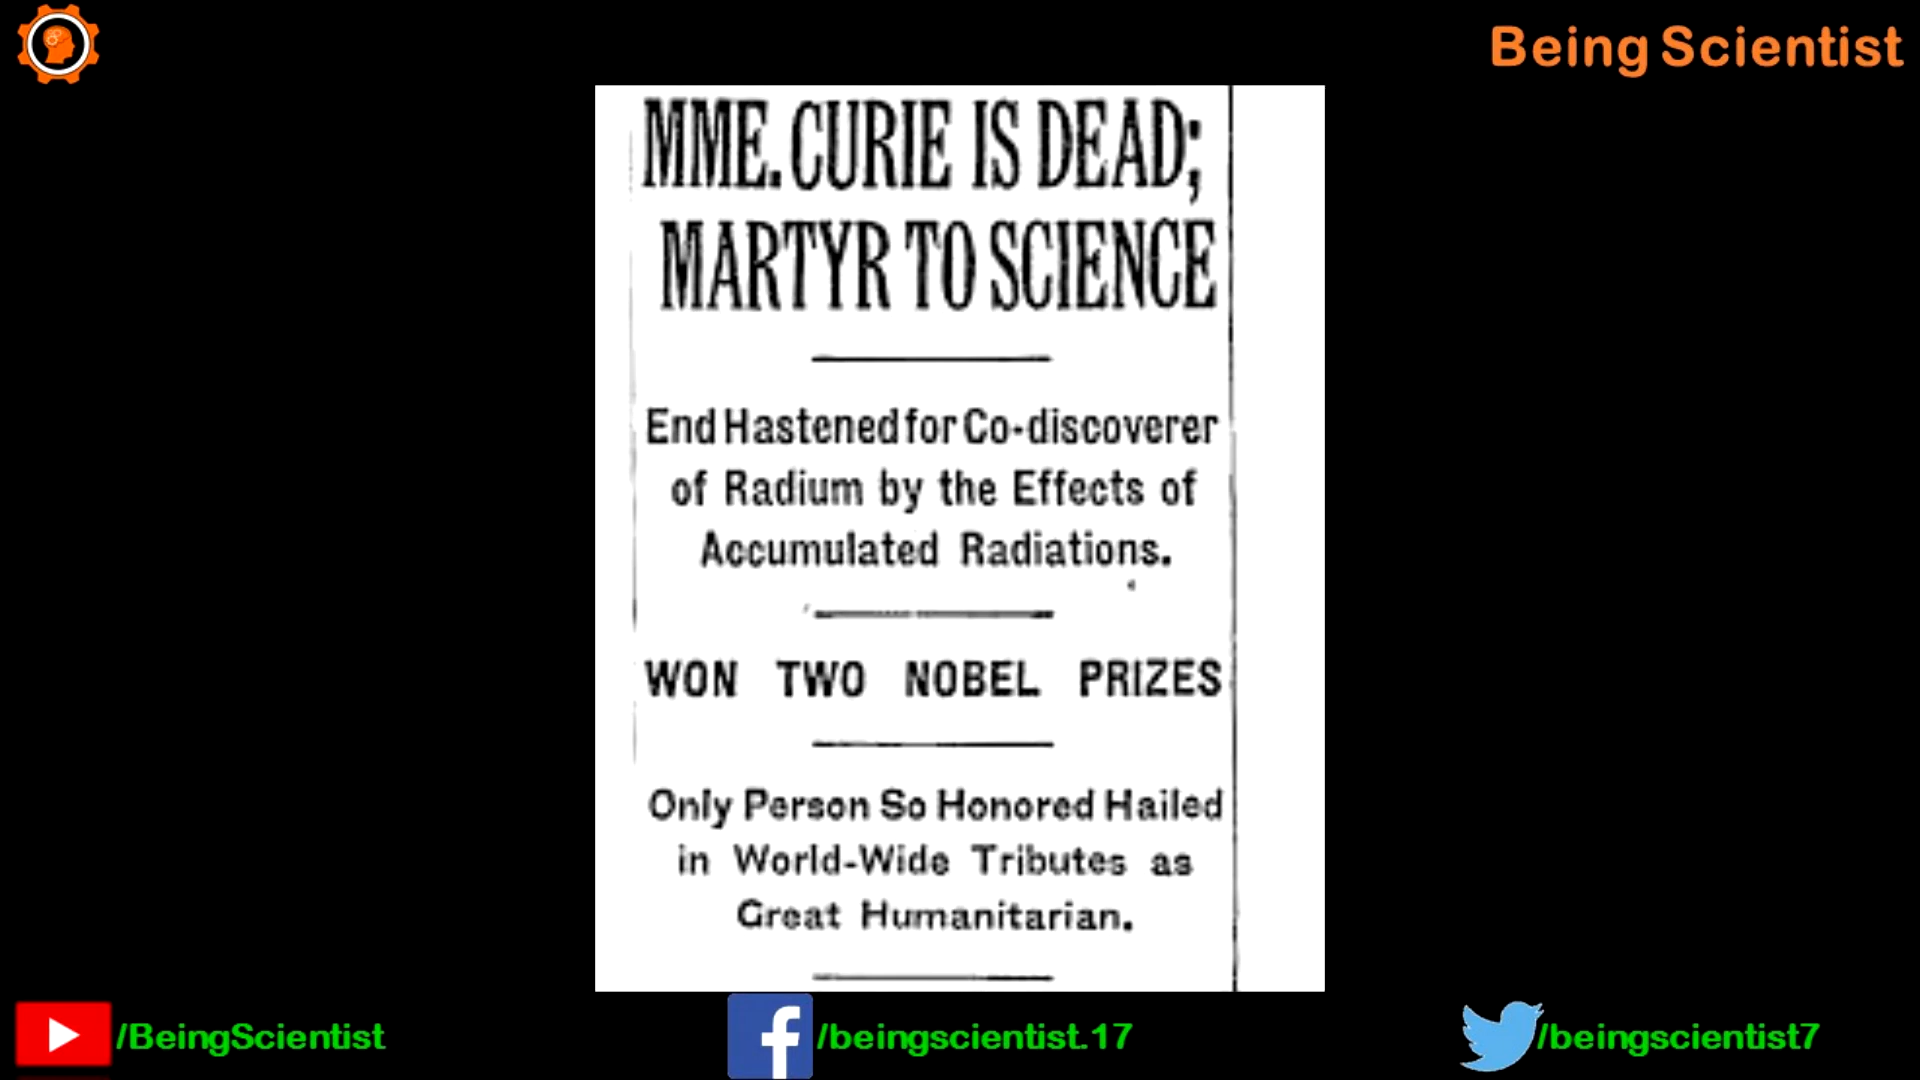 Being Scientist
MME. CURIE IS DEAD;
MARTYR TO SCIENCE
End Hastened for Co-discoverer
of Radium by the Effects of
Accumulated Radiations.
WON TWO NOBEL PRIZES
Only Person So Honored Hailed
in World-Wide Tributes as
Great Humanitarian.
/BeingScientist
/beingscientist.17
/beingscientist7